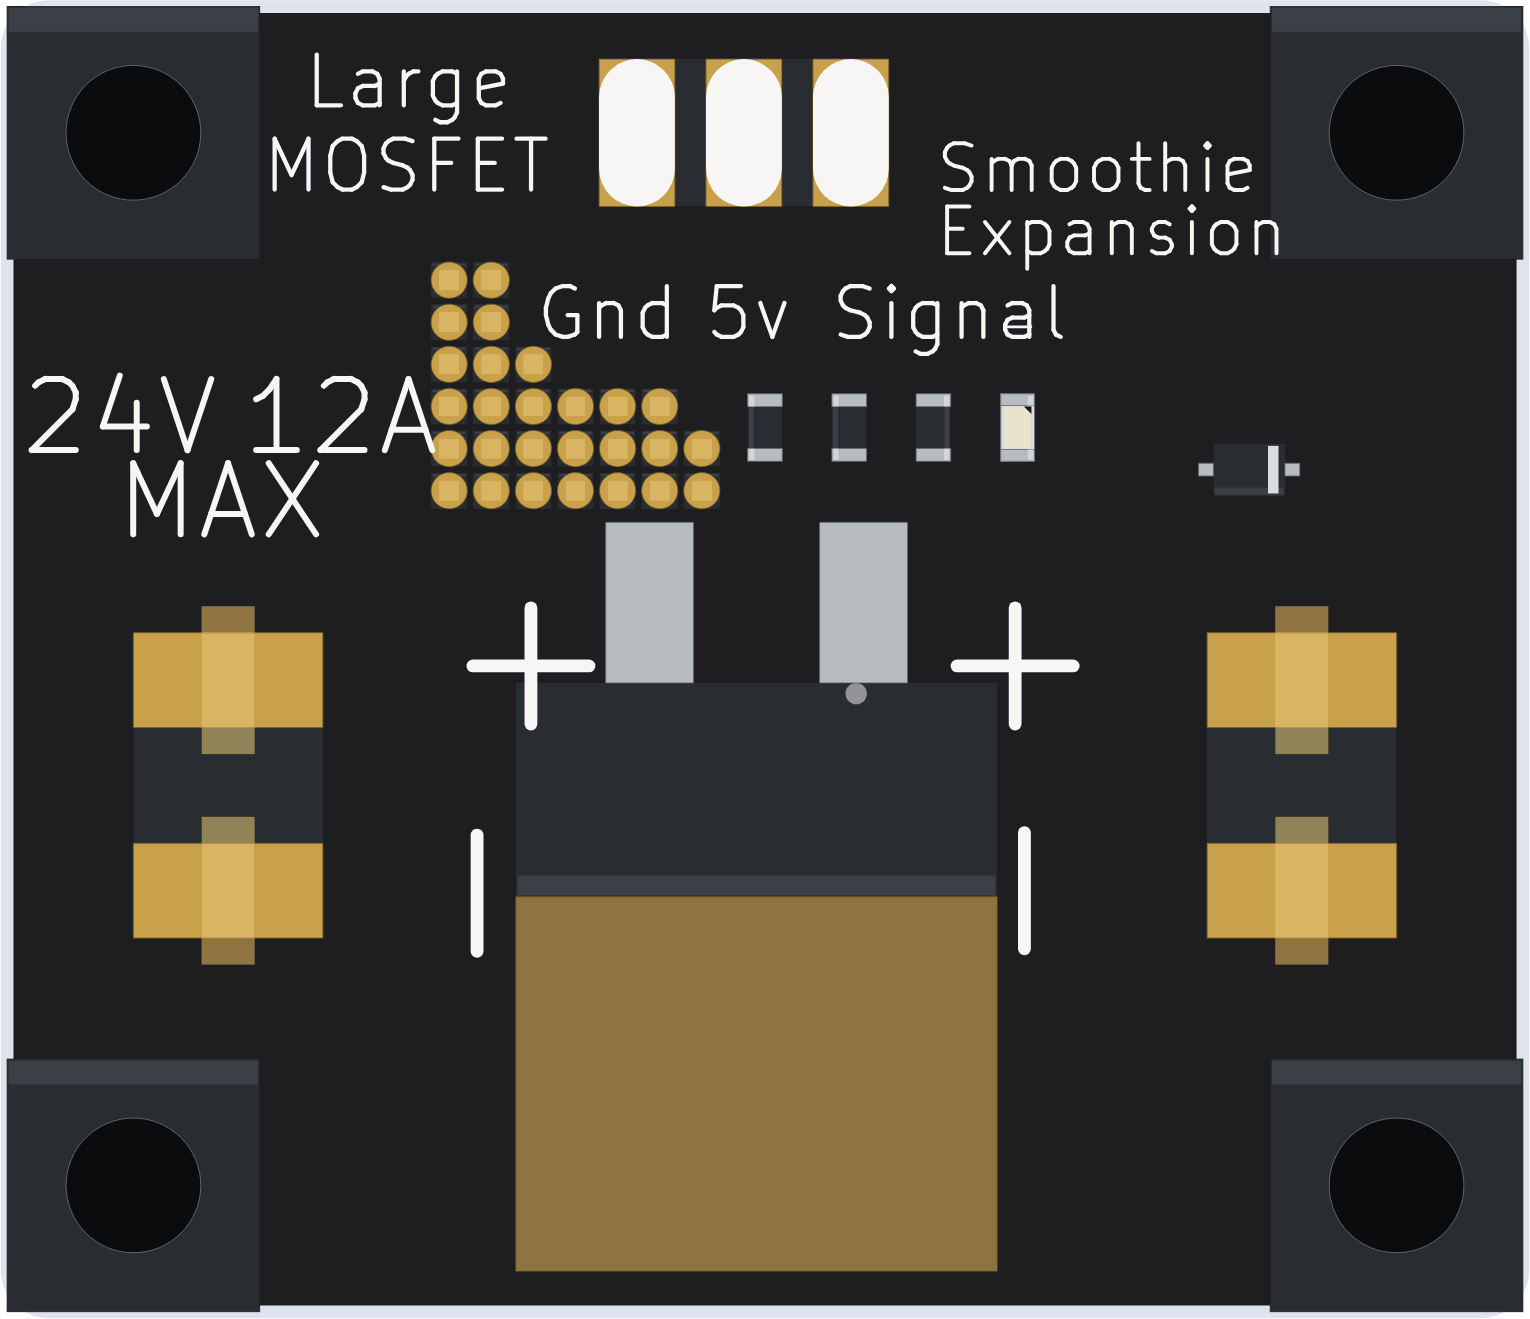 Large
MOSFET
Smoothie
Expansion
Gnd 5v Signal
24V 12A
MAX